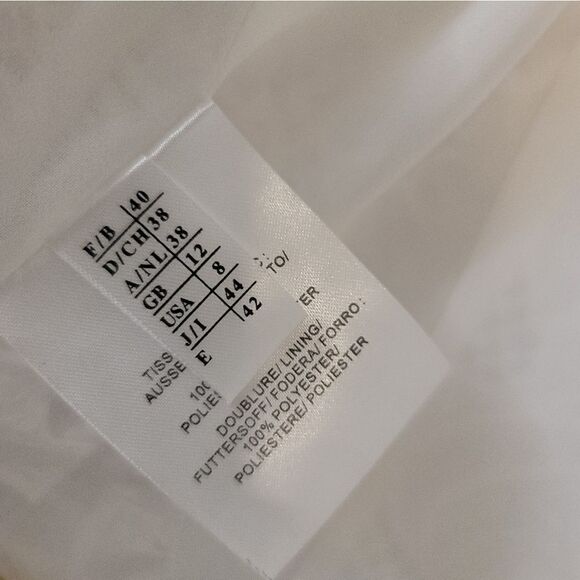 F/B 40
D/CH 38
A/NL 38
GB 12
USA 8
J/I 44
E 42
TISS
TO/
AUSSE
100
ER
POLIE
DOUBLURE/ LINING/
FUTTERSOFF/ FODERA/ FORRO :
100% POLYESTER/
POLIESTERE/ POLIESTER